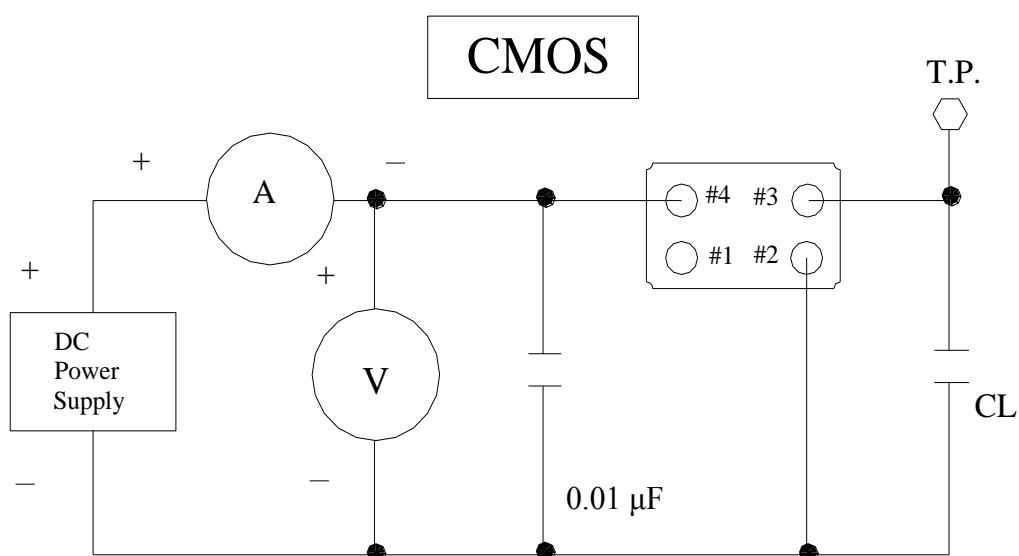 CMOS
T.P.
+
A
–
#4 #3
#1 #2
+
+
DC
Power
Supply
V
CL
–
–
0.01 μF